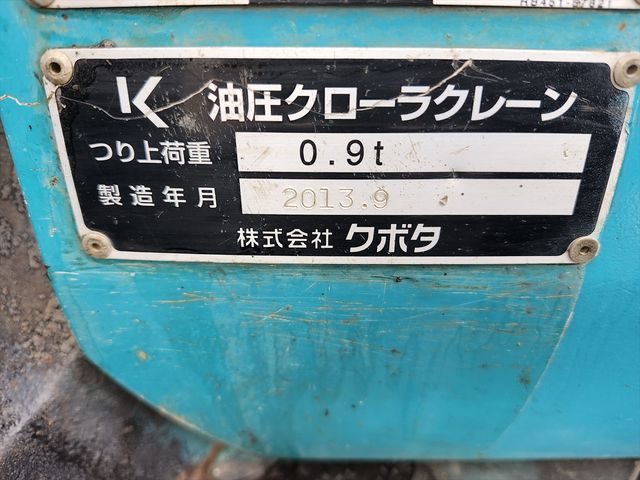 K 油圧クローラクレーン
つり上荷重 0.9t
製造年月 2013.9
株式会社 クボタ